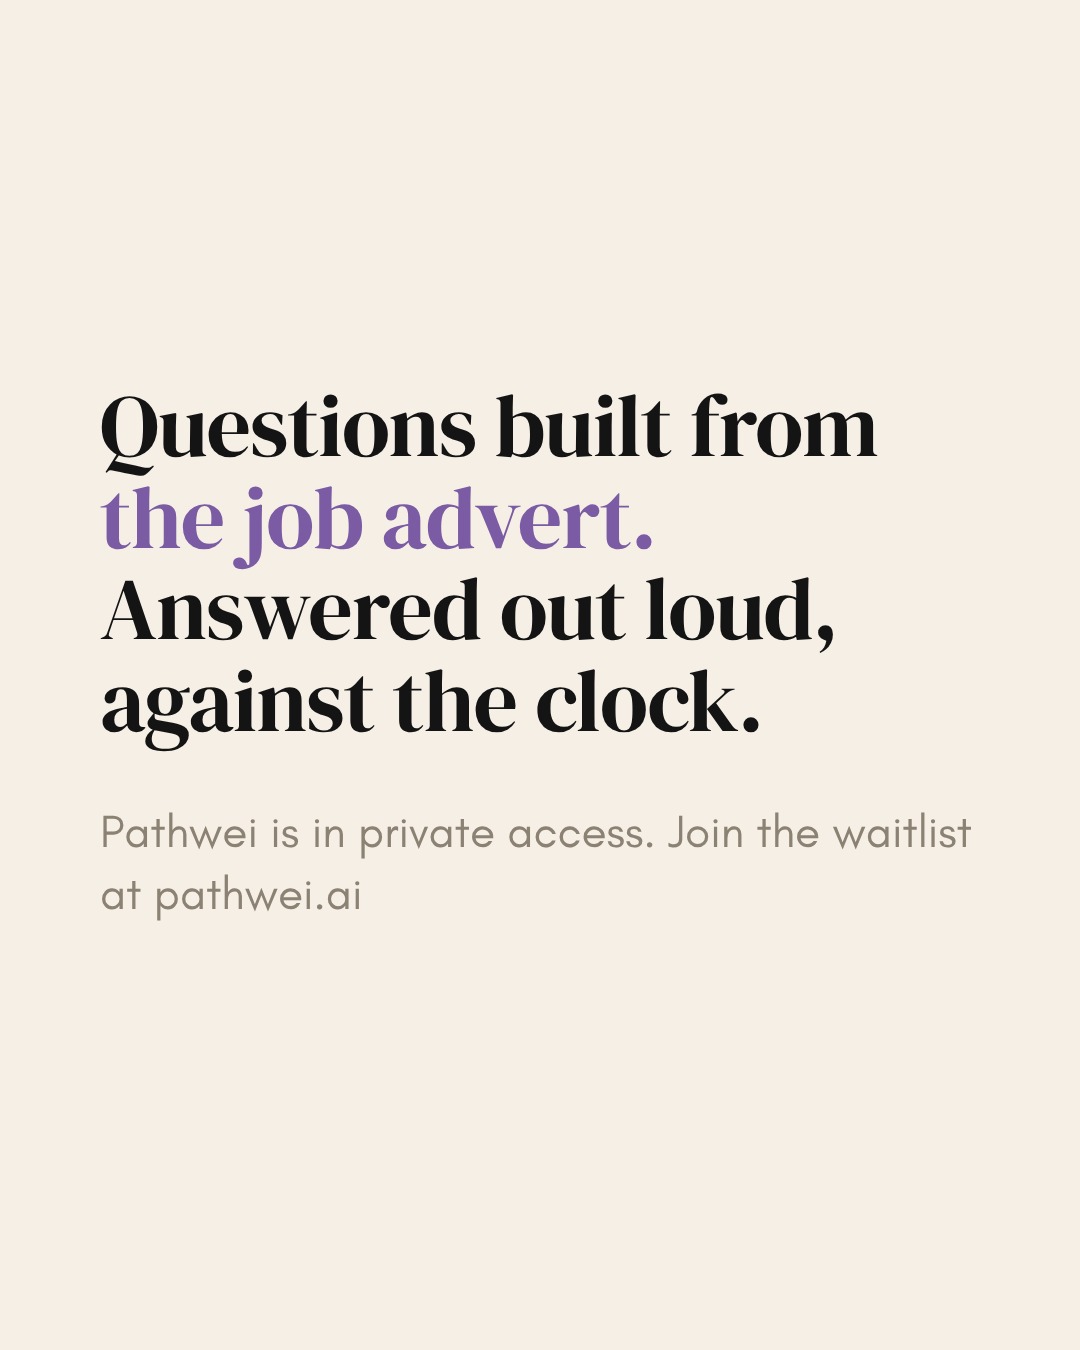 Questions built from
the job advert.
Answered out loud,
against the clock.
Pathwei is in private access. Join the waitlist
at pathwei.ai